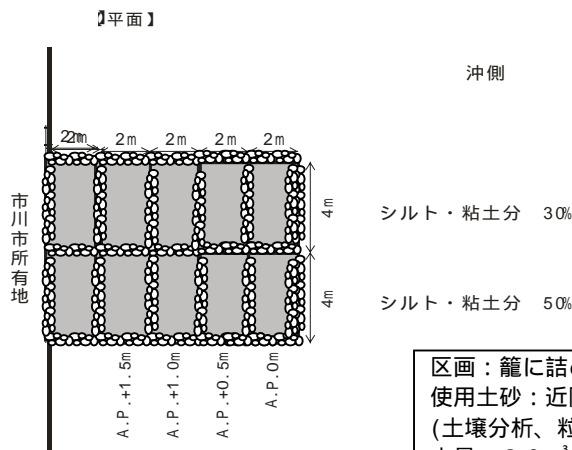 【平面】
沖側
2m 2m 2m 2m 2m
市川市所有地
4m
シルト・粘土分 30%
4m
シルト・粘土分 50%
A.P.+1.5m
A.P.+1.0m
A.P.+0.5m
A.P.0m
区画：籠に詰
使用土砂：近
(土壌分析、粒